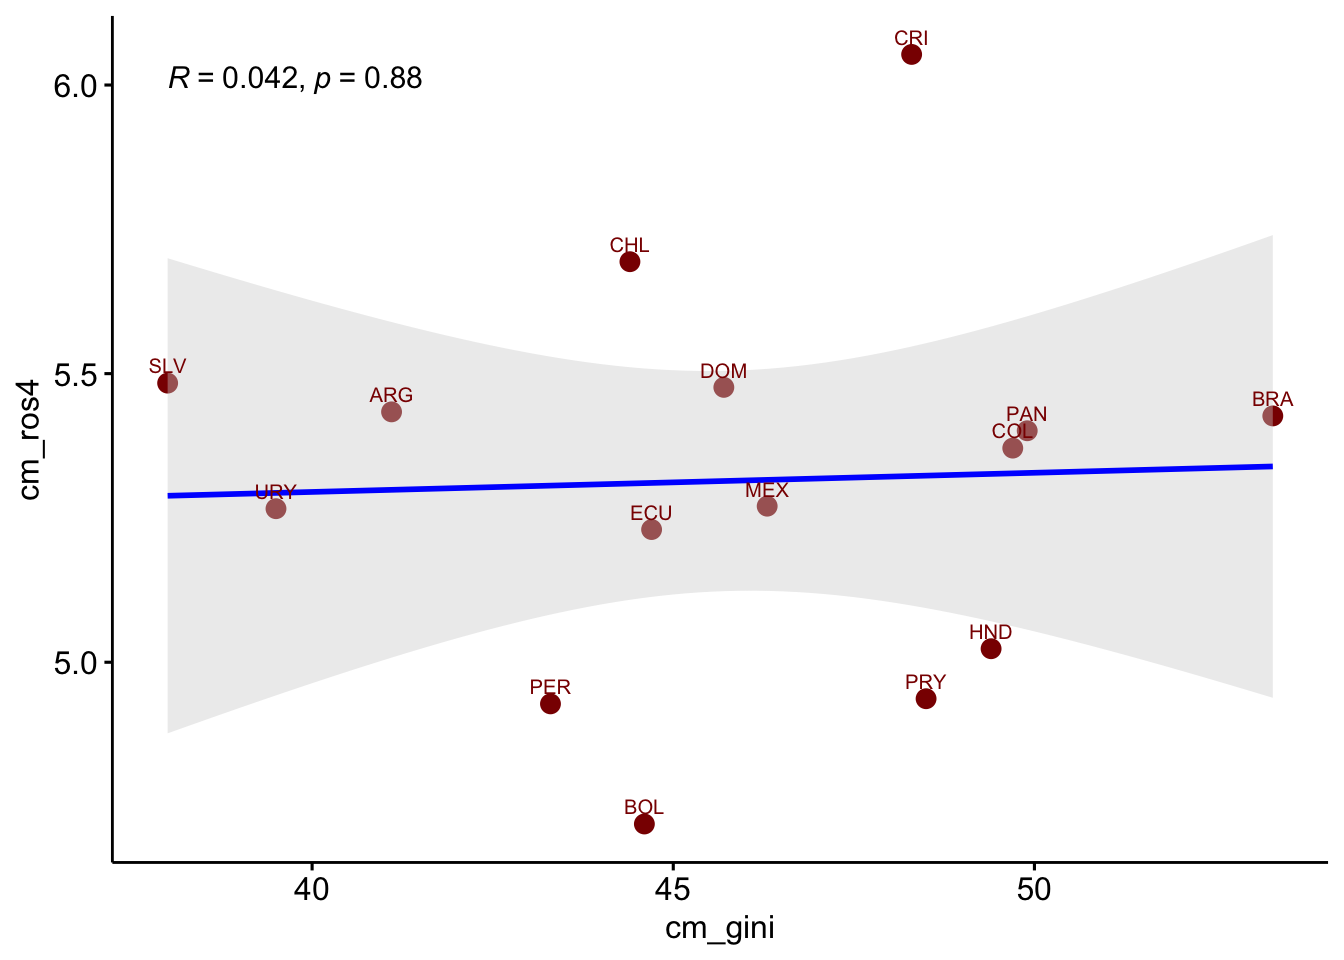 CRI
R = 0.042, p = 0.88
6.0
CHL
SLV
DOM
5.5
ARG
BRA
PAN
COL
cm_ros4
URY
MEX
ECU
HND
5.0
PRY
PER
BOL
40
45
50
cm_gini